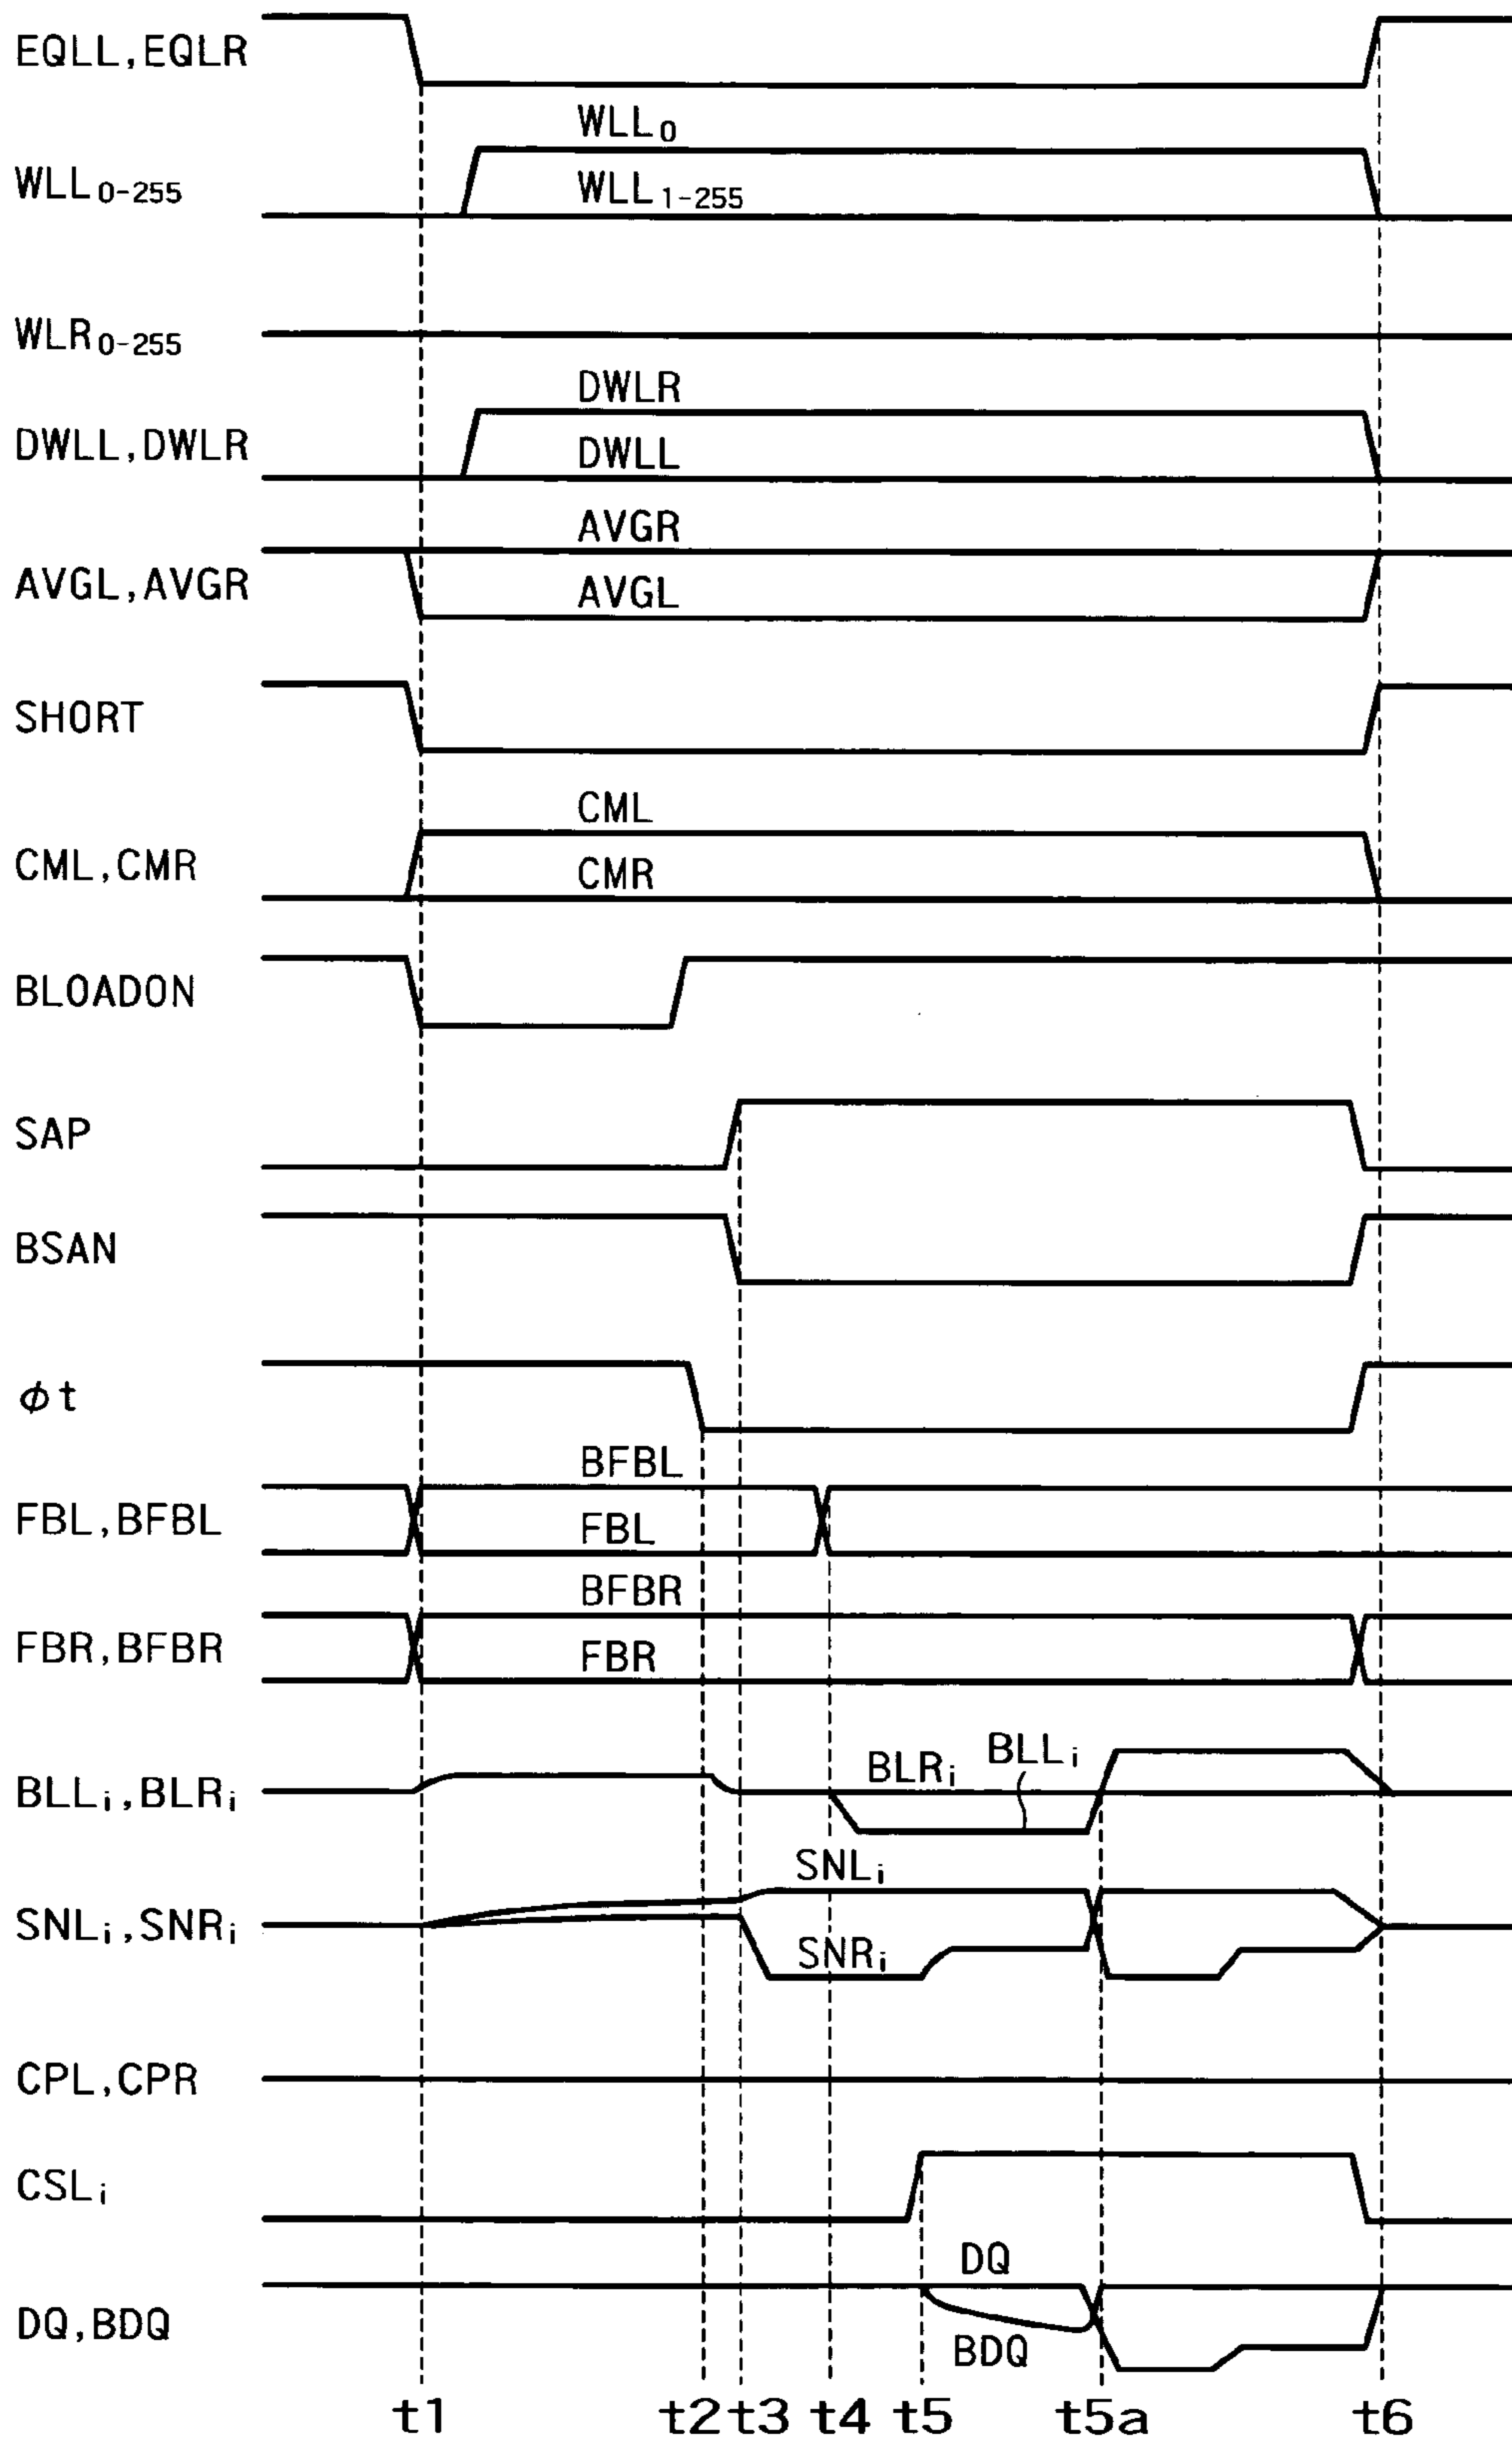 EQLL,EQLR
WLL0
WLL0-255
WLL1-255
WLR0-255
DWLR
DWLL,DWLR
DWLL
AVGR
AVGL,AVGR
AVGL
SHORT
CML
CML,CMR
CMR
BLOADON
SAP
BSAN
φt
BFBL
FBL,BFBL
FBL
BFBR
FBR,BFBR
FBR
BLLi,BLRi
BLRi
BLLi
SNLi
SNLi,SNRi
SNRi
CPL,CPR
CSLi
DQ
DQ,BDQ
BDQ
t1 t2 t3 t4 t5 t5a t6